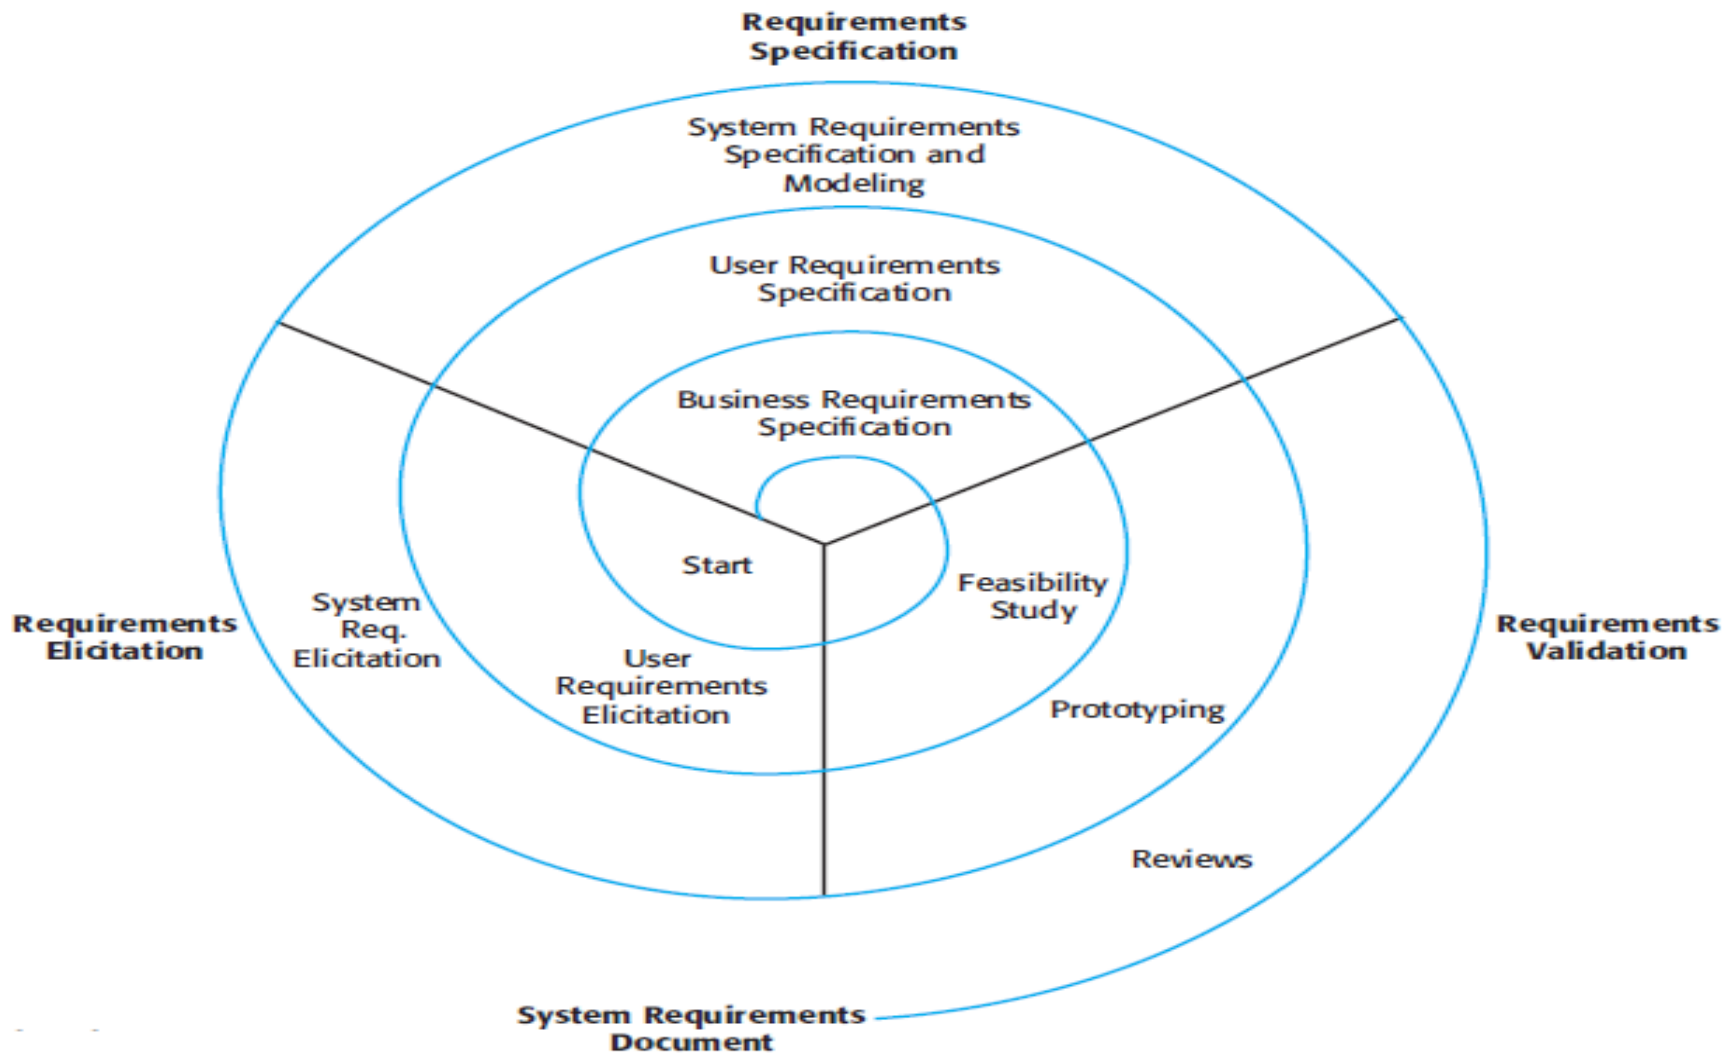 Requirements
Specification
System Requirements
Specification and
Modeling
User Requirements
Specification
Business Requirements
Specification
Start
Feasibility
Study
System
Req.
Elicitation
Requirements
Elicitation
User
Requirements
Elicitation
Requirements
Validation
Prototyping
Reviews
System Requirements
Document